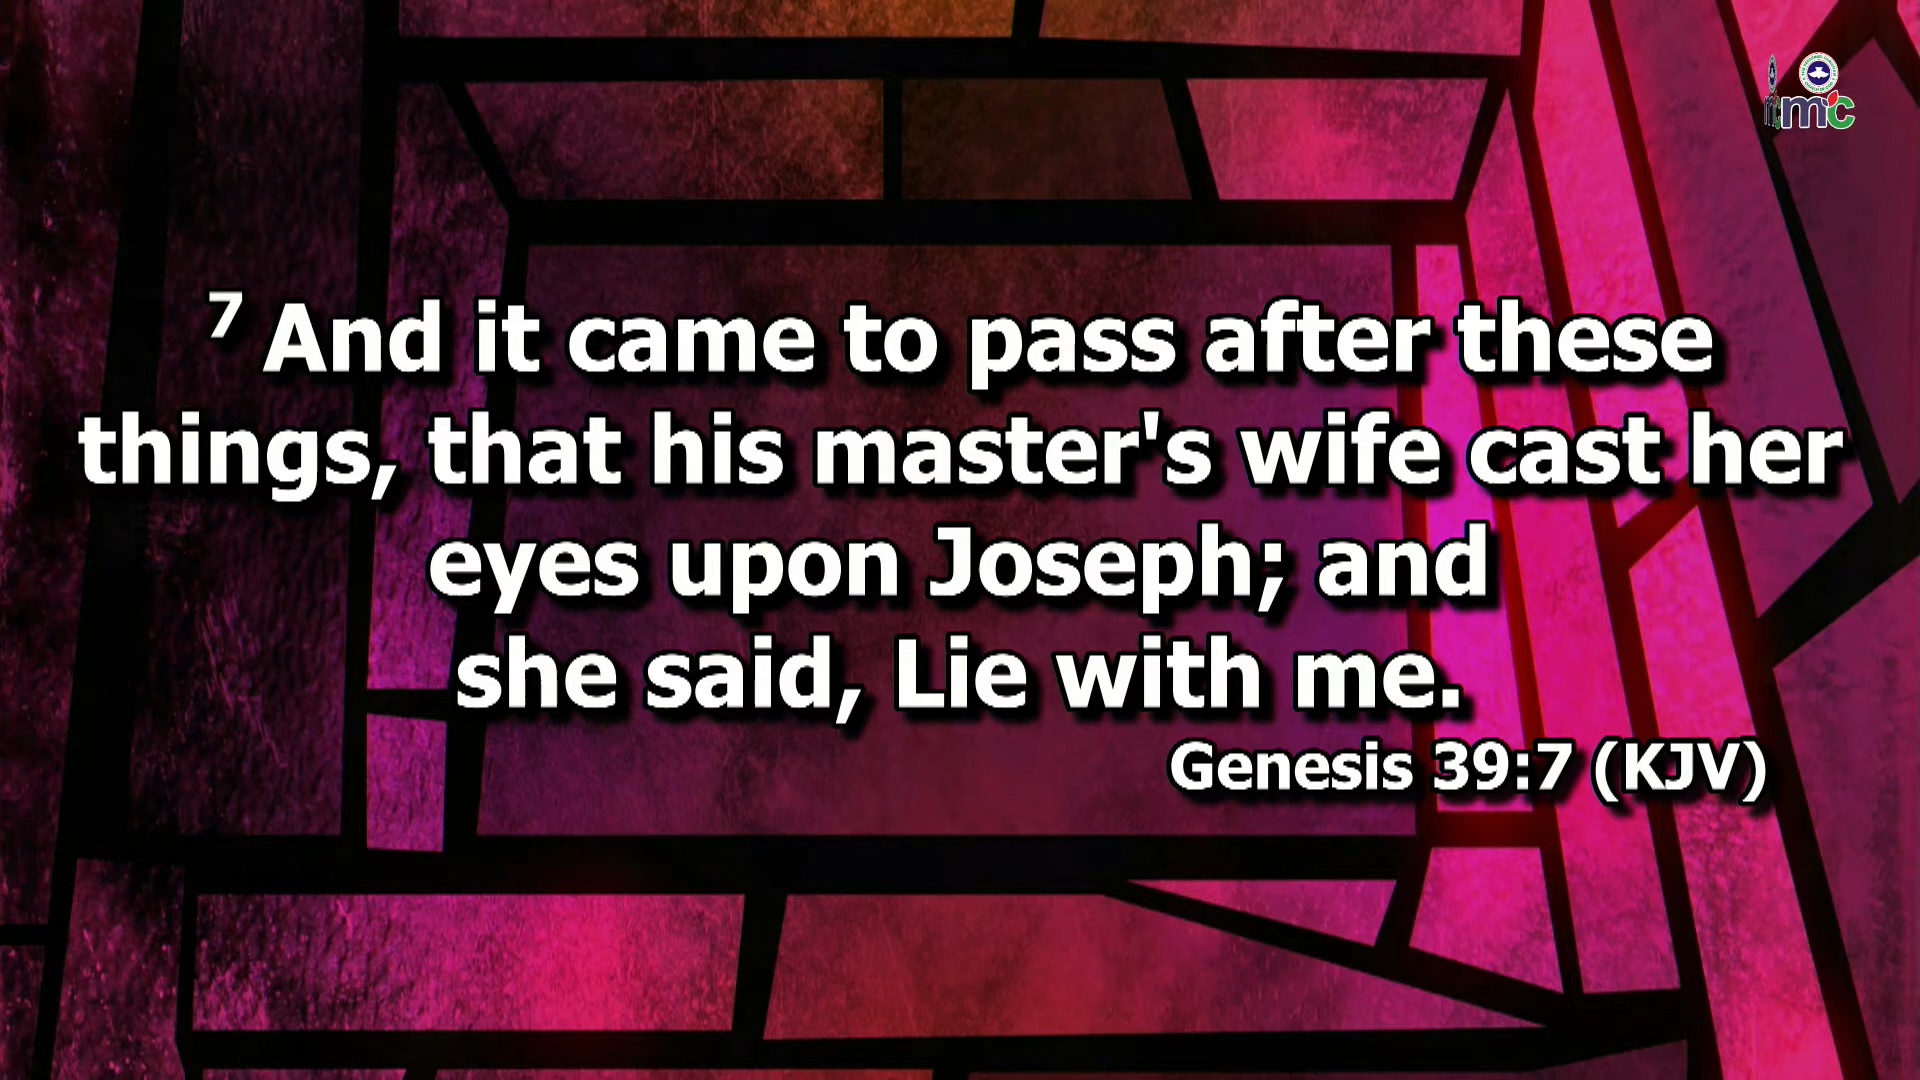 7 And it came to pass after these
things, that his master's wife cast her
eyes upon Joseph; and
she said, Lie with me.
Genesis 39:7 (KJV)
mc